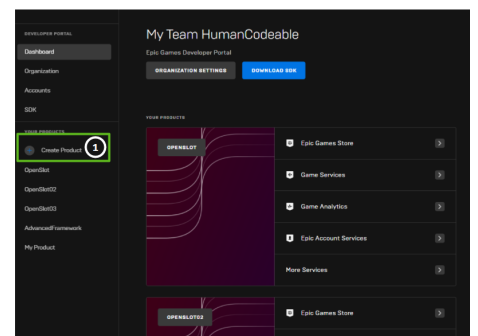 DEVELOPER PORTAL
Dashboard
Organization
Accounts
SDK
YOUR PRODUCTS
Create Product
1
OpenSlot
OpenSlot02
OpenSlot03
AdvancedFramework
My Product
My Team HumanCodeable
Epic Games Developer Portal
ORGANIZATION SETTINGS
DOWNLOAD SDK
YOUR PRODUCTS
OPENSLOT
Epic Games Store
Game Services
Game Analytics
Epic Account Services
More Services
OPENSLOT02
Epic Games Store